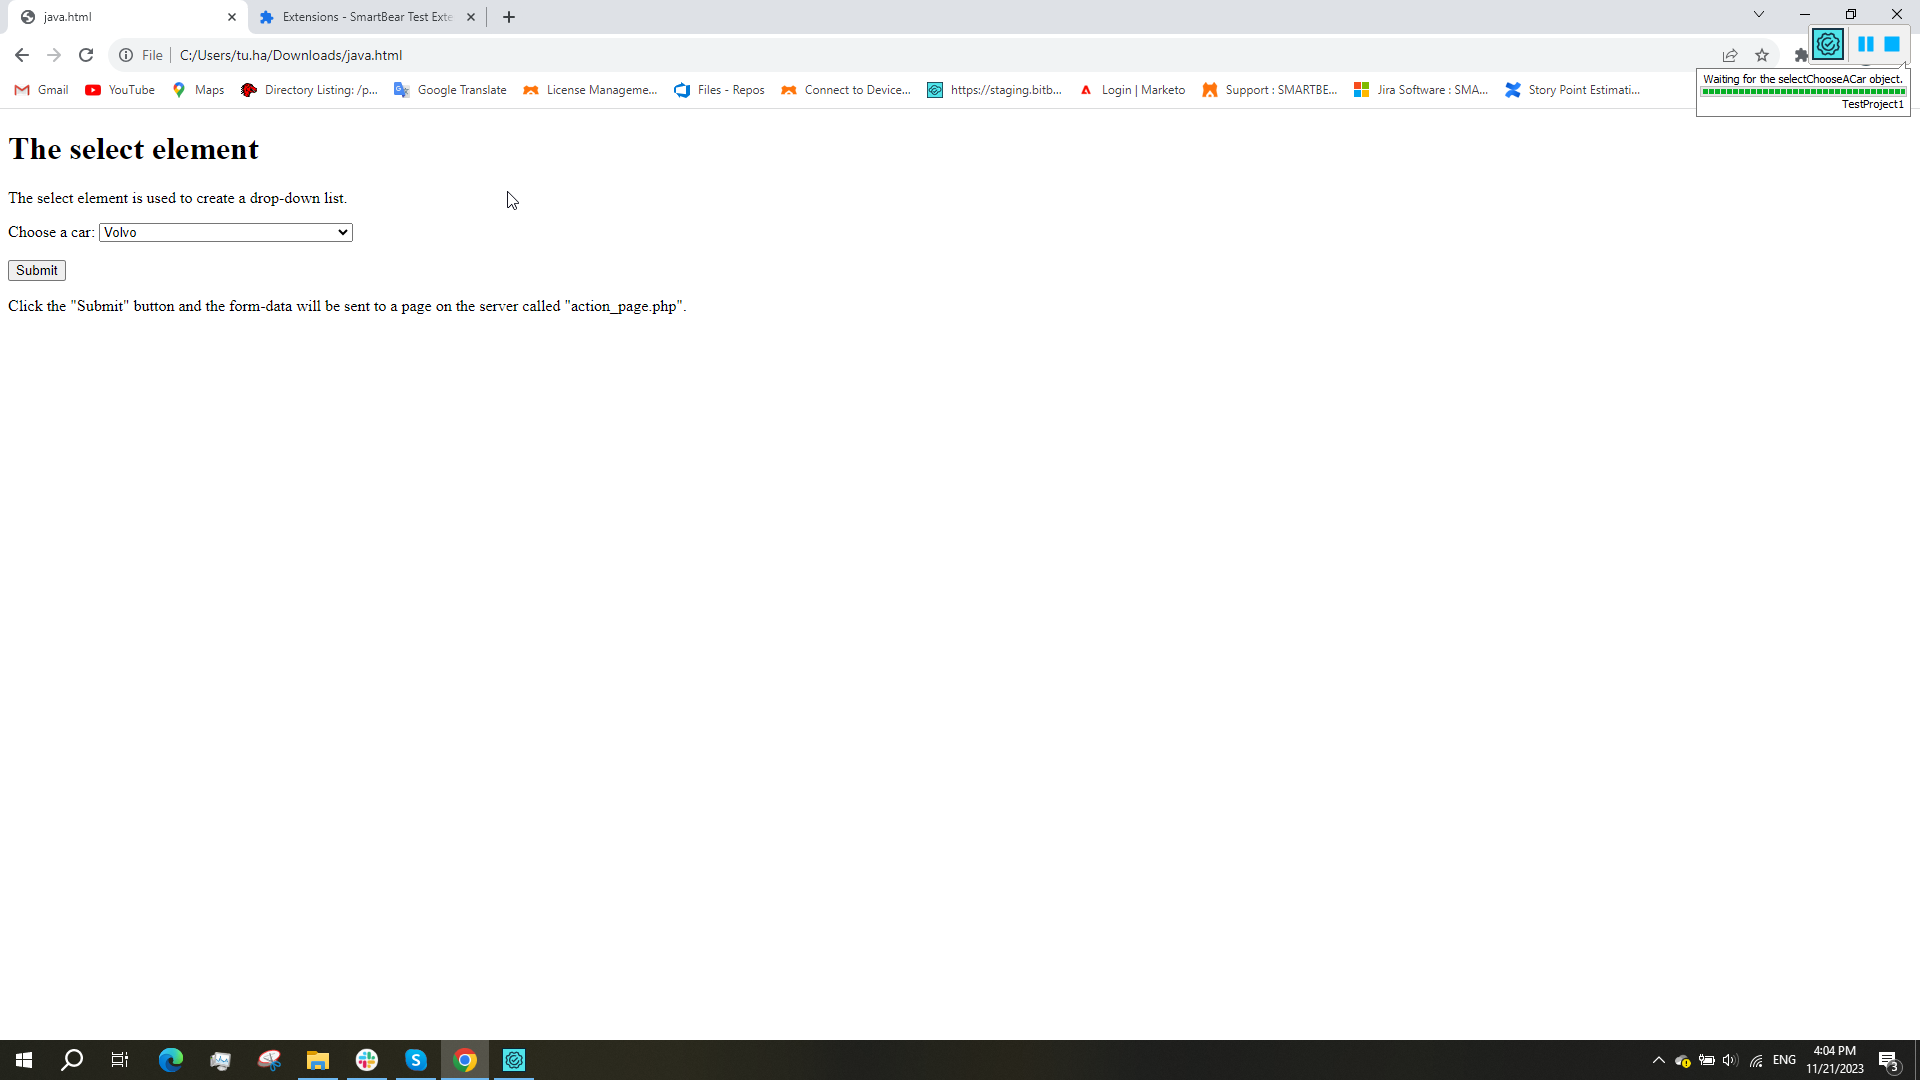 java.html
Extensions - SmartBear Test Exte
File
C:/Users/tu.ha/Downloads/java.html
Gmail
YouTube
Maps
Directory Listing: /p...
Google Translate
License Manageme...
Files - Repos
Connect to Device...
https://staging.bitb...
Login | Marketo
Support : SMARTBE...
Jira Software : SMA...
Story Point Estimati...
Waiting for the selectChooseACar object.
TestProject1
The select element
The select element is used to create a drop-down list.
Choose a car: Volvo
Submit
Click the "Submit" button and the form-data will be sent to a page on the server called "action_page.php".
ENG
4:04 PM
11/21/2023
3